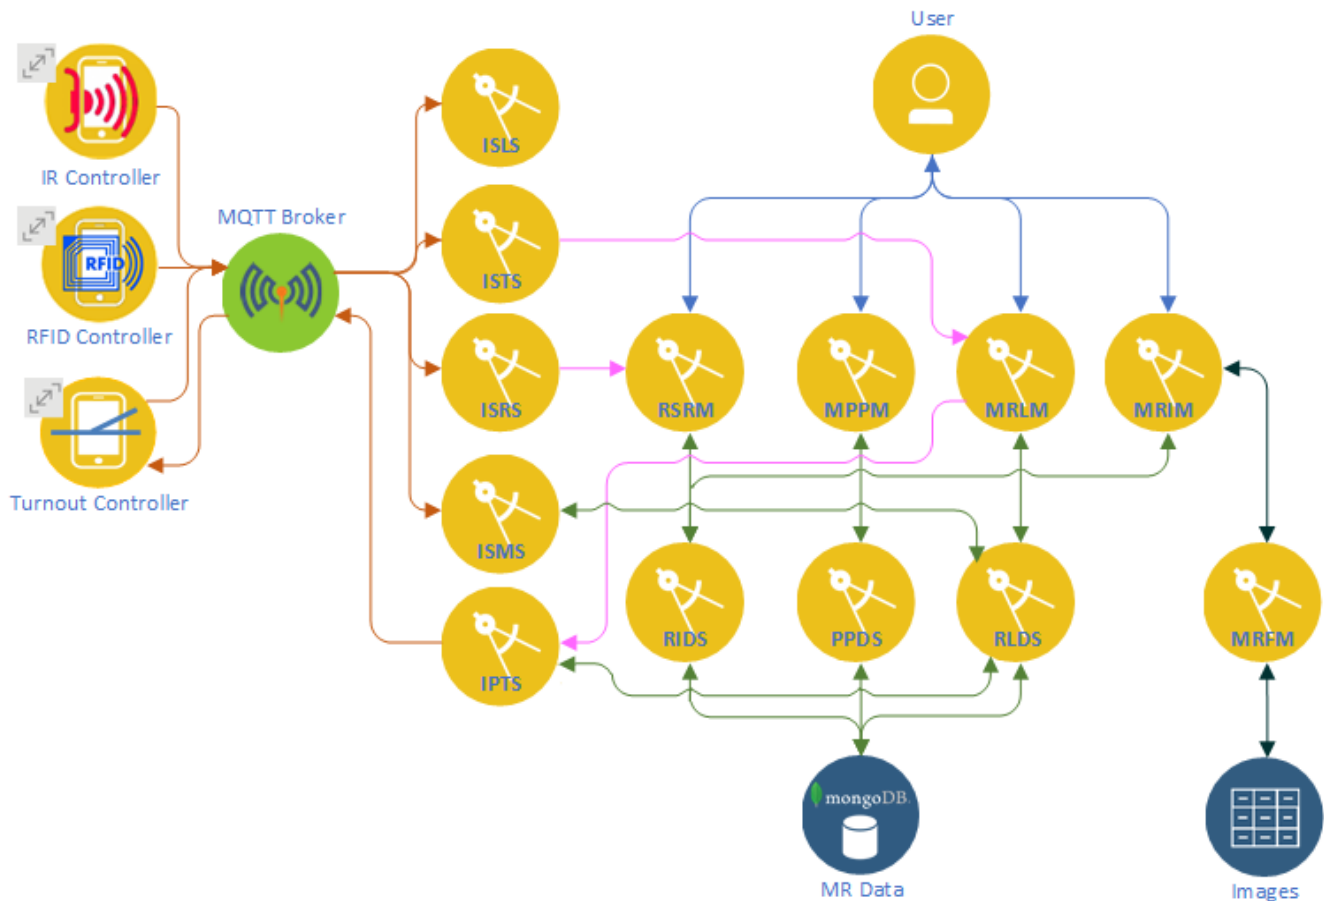 User
ISLS
IR Controller
MQTT Broker
RFID
ISTS
RFID Controller
ISRS
RSRM
MPPM
MRLM
MRIM
Turnout Controller
ISMS
RIDS
PPDS
RLDS
MRFM
IPTS
mongoDB.
MR Data
Images